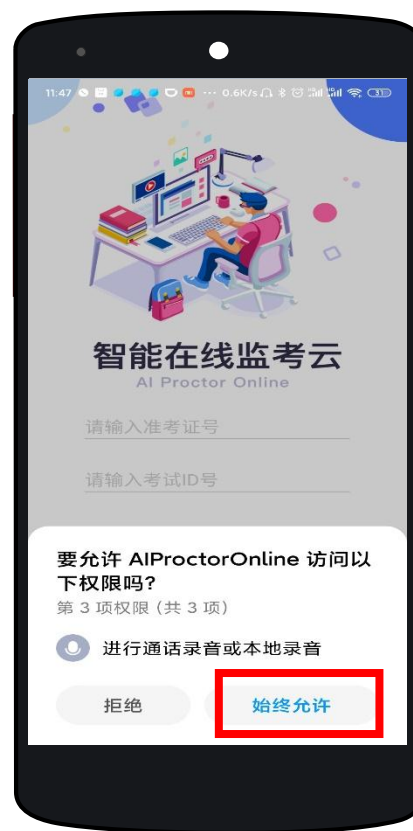 11:47 ··· 0.6K/s 31
智能在线监考云
AI Proctor Online
请输入准考证号
请输入考试ID号
要允许 AIProctorOnline 访问以
下权限吗?
第 3 项权限 (共 3 项)
进行通话录音或本地录音
拒绝 始终允许